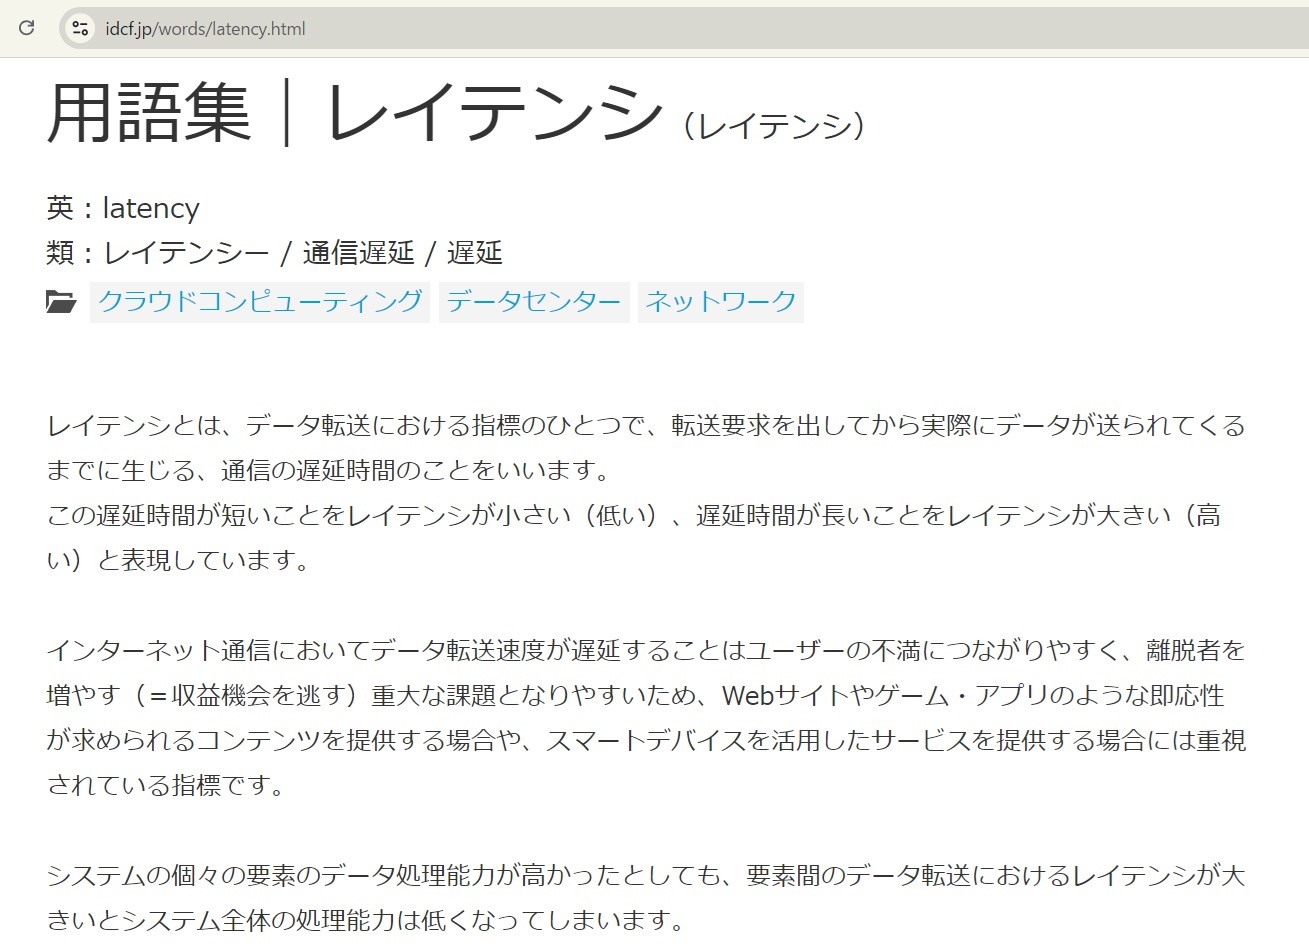 idcf.jp/words/latency.html
用語集｜レイテンシ（レイテンシ）
英：latency
類：レイテンシー / 通信遅延 / 遅延
クラウドコンピューティング データセンター ネットワーク
レイテンシとは、データ転送における指標のひとつで、転送要求を出してから実際にデータが送られてくる
までに生じる、通信の遅延時間のことをいいます。
この遅延時間が短いことをレイテンシが小さい（低い）、遅延時間が長いことをレイテンシが大きい（高
い）と表現しています。
インターネット通信においてデータ転送速度が遅延することはユーザーの不満につながりやすく、離脱者を
増やす（＝収益機会を逃す）重大な課題となりやすいため、Webサイトやゲーム・アプリのような即応性
が求められるコンテンツを提供する場合や、スマートデバイスを活用したサービスを提供する場合には重視
されている指標です。
システムの個々の要素のデータ処理能力が高かったとしても、要素間のデータ転送におけるレイテンシが大
きいとシステム全体の処理能力は低くなってしまいます。